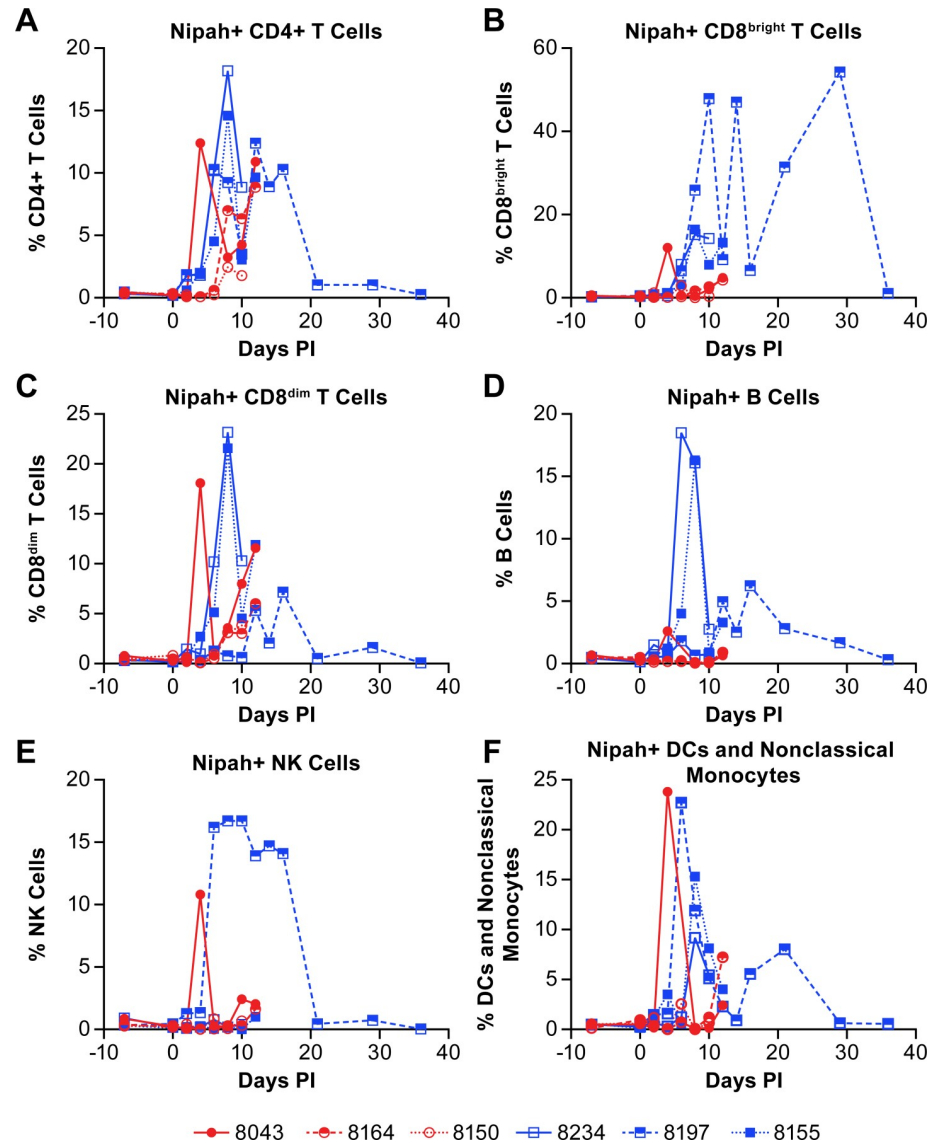 A
Nipah+ CD4+ T Cells
% CD4+ T Cells
20
15
10
5
0
-10 0 10 20 30 40
Days PI
B
Nipah+ CD8bright T Cells
% CD8bright T Cells
60
40
20
0
-10 0 10 20 30 40
Days PI
C
Nipah+ CD8dim T Cells
% CD8dim T Cells
25
20
15
10
5
0
-10 0 10 20 30 40
Days PI
D
Nipah+ B Cells
% B Cells
20
15
10
5
0
-10 0 10 20 30 40
Days PI
E
Nipah+ NK Cells
% NK Cells
20
15
10
5
0
-10 0 10 20 30 40
Days PI
F
Nipah+ DCs and Nonclassical
Monocytes
% DCs and Nonclassical
Monocytes
25
20
15
10
5
0
-10 0 10 20 30 40
Days PI
8043 8164 8150 8234 8197 8155